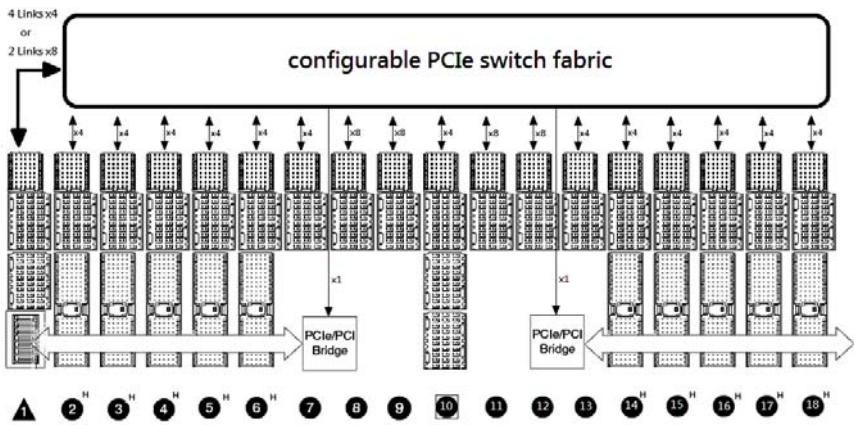 4 Links x4
or
2 Links x8
configurable PCIe switch fabric
x4 x4 x4 x4 x4 x4 x8 x8 x4 x8 x8 x4 x4 x4 x4 x4 x4
x1 x1
PCIe/PCI
Bridge
PCIe/PCI
Bridge
1 2 H 3 H 4 H 5 H 6 H 7 8 9 10 11 12 13 14 H 15 H 16 H 17 H 18 H